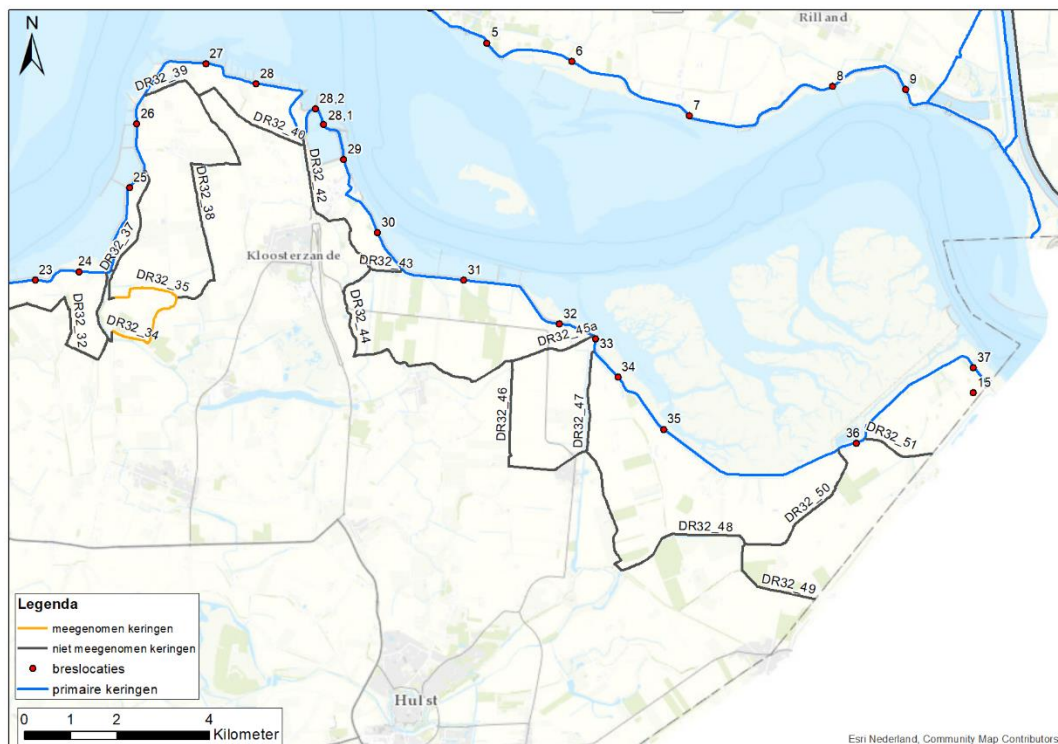 N
Rilland
5
6
7
8
9
27
DR32_39
28
28,2
28,1
26
DR32_40
29
25
DR32_42
DR32_38
30
DR32_37
Kloosterzande
23
24
DR32_43
31
DR32_35
DR32_32
DR32_34
32
DR32_45a
33
DR32_44
34
37
15
DR32_46
DR32_47
35
36
DR32_51
DR32_50
DR32_48
DR32_49
Hulst
Legenda
meegenomen keringen
niet meegenomen keringen
breslocaties
primaire keringen
0 1 2 4
Kilometer
Esri Nederland, Community Map Contributors